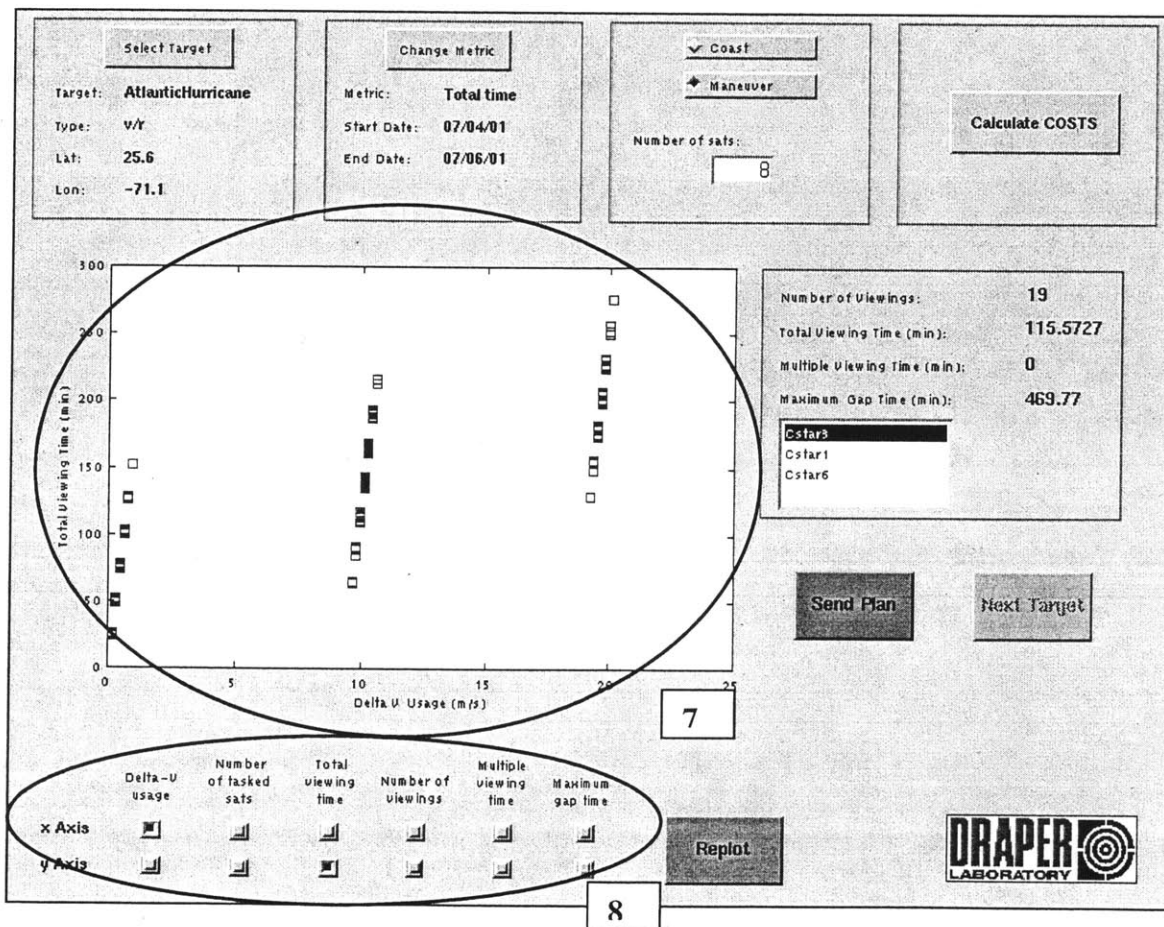 Select Target
Target: AtlanticHurricane
Type: v/r
Lat: 25.6
Lon: -71.1
Change Metric
Metric: Total time
Start Date: 07/04/01
End Date: 07/06/01
Coast
Maneuver
Number of sats:
8
Calculate COSTS
300
250
200
150
100
50
0
Total Viewing Time (min)
0 5 10 15 20 25
Delta V Usage (m/s)
7
Number of Viewings: 19
Total Viewing Time (min): 115.5727
Multiple Viewing Time (min): 0
Maximum Gap Time (min): 469.77
Cstar3
Cstar1
Cstar6
Send Plan
Next Target
Delta-V usage
Number of tasked sats
Total viewing time
Number of viewings
Multiple viewing time
Maximum gap time
x Axis
y Axis
8
Replot
DRAPER
LABORATORY